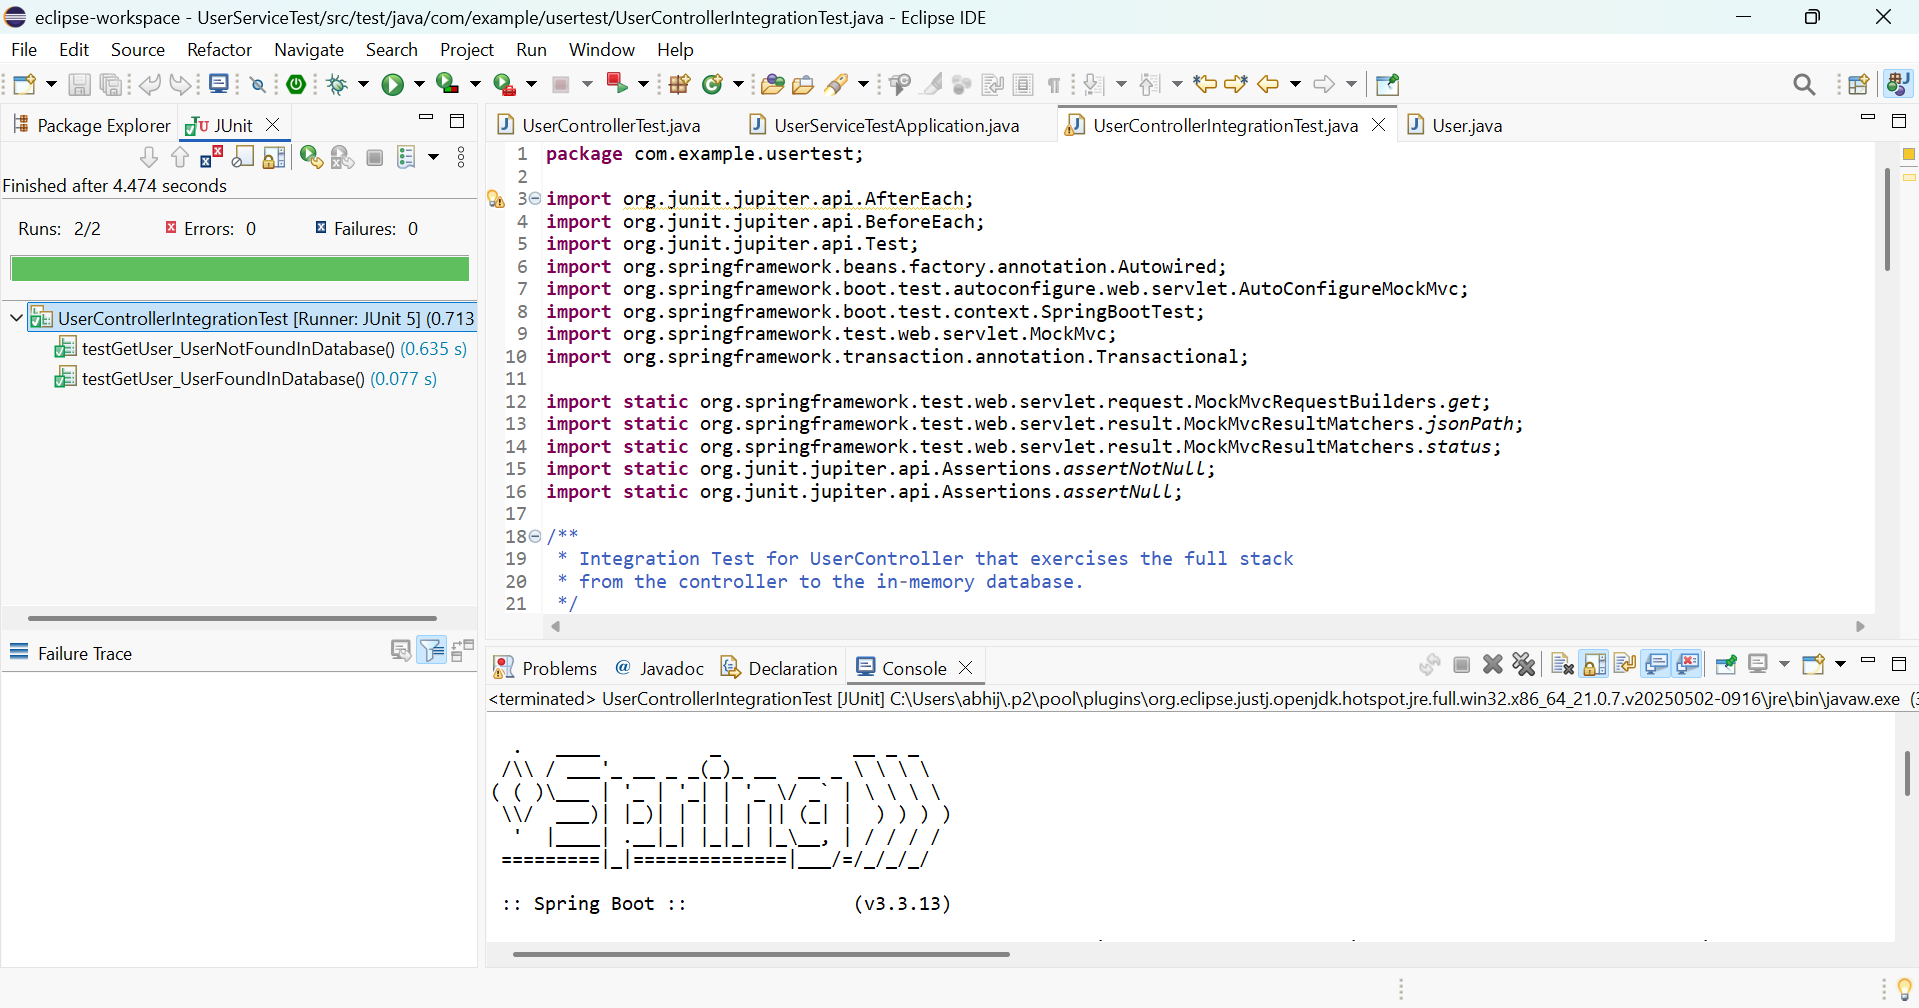 eclipse-workspace - UserServiceTest/src/test/java/com/example/usertest/UserControllerIntegrationTest.java - Eclipse IDE
File Edit Source Refactor Navigate Search Project Run Window Help
Package Explorer JUnit
Finished after 4.474 seconds
Runs: 2/2 Errors: 0 Failures: 0
UserControllerIntegrationTest [Runner: JUnit 5] (0.713
testGetUser_UserNotFoundInDatabase() (0.635 s)
testGetUser_UserFoundInDatabase() (0.077 s)
Failure Trace
UserControllerTest.java UserServiceTestApplication.java UserControllerIntegrationTest.java User.java
1 package com.example.usertest;
2
3 import org.junit.jupiter.api.AfterEach;
4 import org.junit.jupiter.api.BeforeEach;
5 import org.junit.jupiter.api.Test;
6 import org.springframework.beans.factory.annotation.Autowired;
7 import org.springframework.boot.test.autoconfigure.web.servlet.AutoConfigureMockMvc;
8 import org.springframework.boot.test.context.SpringBootTest;
9 import org.springframework.test.web.servlet.MockMvc;
10 import org.springframework.transaction.annotation.Transactional;
11
12 import static org.springframework.test.web.servlet.request.MockMvcRequestBuilders.get;
13 import static org.springframework.test.web.servlet.result.MockMvcResultMatchers.jsonPath;
14 import static org.springframework.test.web.servlet.result.MockMvcResultMatchers.status;
15 import static org.junit.jupiter.api.Assertions.assertNotNull;
16 import static org.junit.jupiter.api.Assertions.assertNull;
17
18 /**
19 * Integration Test for UserController that exercises the full stack
20 * from the controller to the in-memory database.
21 */
Problems @ Javadoc Declaration Console
<terminated> UserControllerIntegrationTest [JUnit] C:\Users\abhij\.p2\pool\plugins\org.eclipse.justj.openjdk.hotspot.jre.full.win32.x86_64_21.0.7.v20250502-0916\jre\bin\javaw.exe (3
Spring
:: Spring Boot :: (v3.3.13)